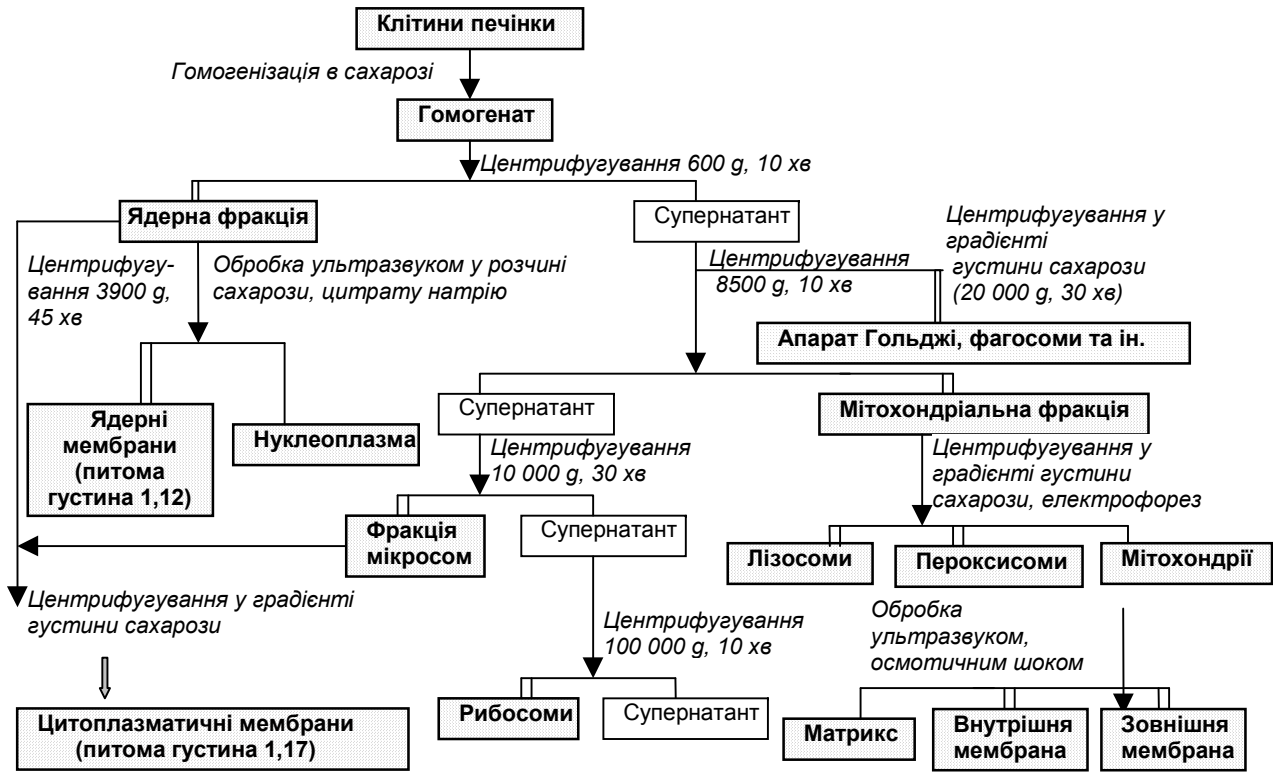 Клітини печінки
Гомогенізація в сахарозі
Гомогенат
Центрифугування 600 g, 10 хв
Ядерна фракція
Супернатант
Центрифугування у
градієнті
густини сахарози
(20 000 g, 30 хв)
Центрифугу-
вання 3900 g,
45 хв
Обробка ультразвуком у розчині
сахарози, цитрату натрію
Центрифугування
8500 g, 10 хв
Апарат Гольджі, фагосоми та ін.
Ядерні
мембрани
(питома
густина 1,12)
Нуклеоплазма
Супернатант
Мітохондріальна фракція
Центрифугування
10 000 g, 30 хв
Центрифугування у
градієнті густини
сахарози, електрофорез
Фракція
мікросом
Супернатант
Лізосоми
Пероксисоми
Мітохондрії
Центрифугування у градієнті
густини сахарози
Центрифугування
100 000 g, 10 хв
Обробка
ультразвуком,
осмотичним шоком
Цитоплазматичні мембрани
(питома густина 1,17)
Рибосоми
Супернатант
Матрикс
Внутрішня
мембрана
Зовнішня
мембрана